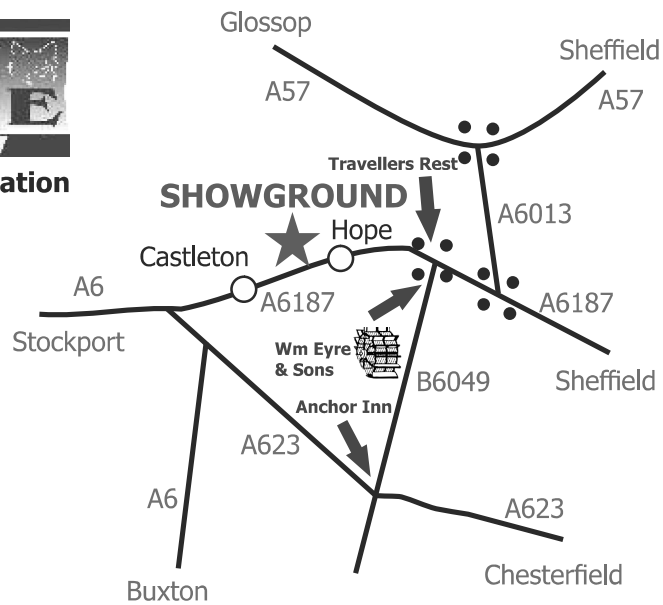 Glossop
Sheffield
A57
A57
E
ation
Travellers Rest
SHOWGROUND
A6013
Hope
Castleton
A6
A6187
A6187
Stockport
Wm Eyre
& Sons
B6049
Sheffield
Anchor Inn
A623
A6
A623
Chesterfield
Buxton